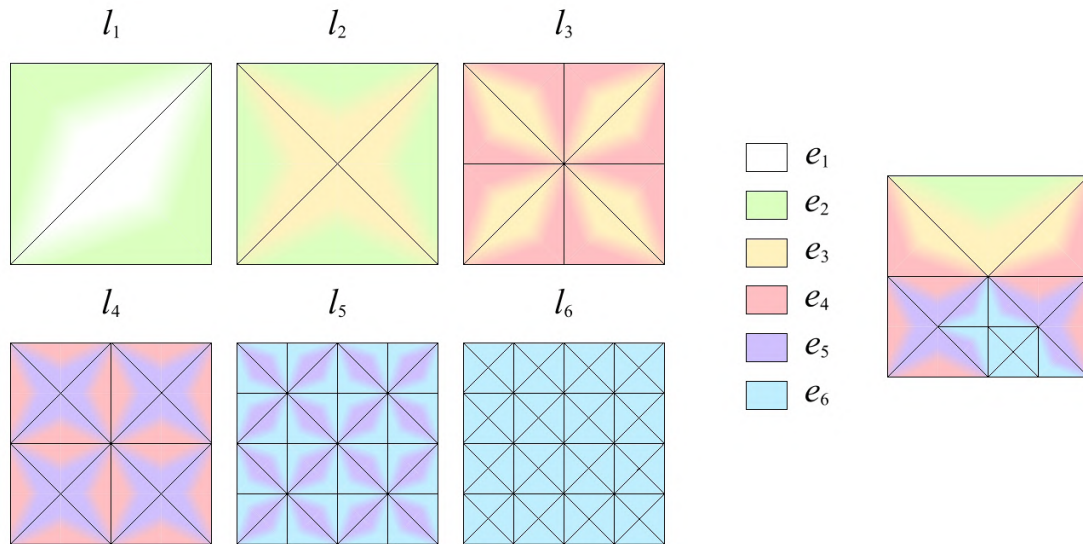 l₁ l₂ l₃
l₄ l₅ l₆
e₁
e₂
e₃
e₄
e₅
e₆